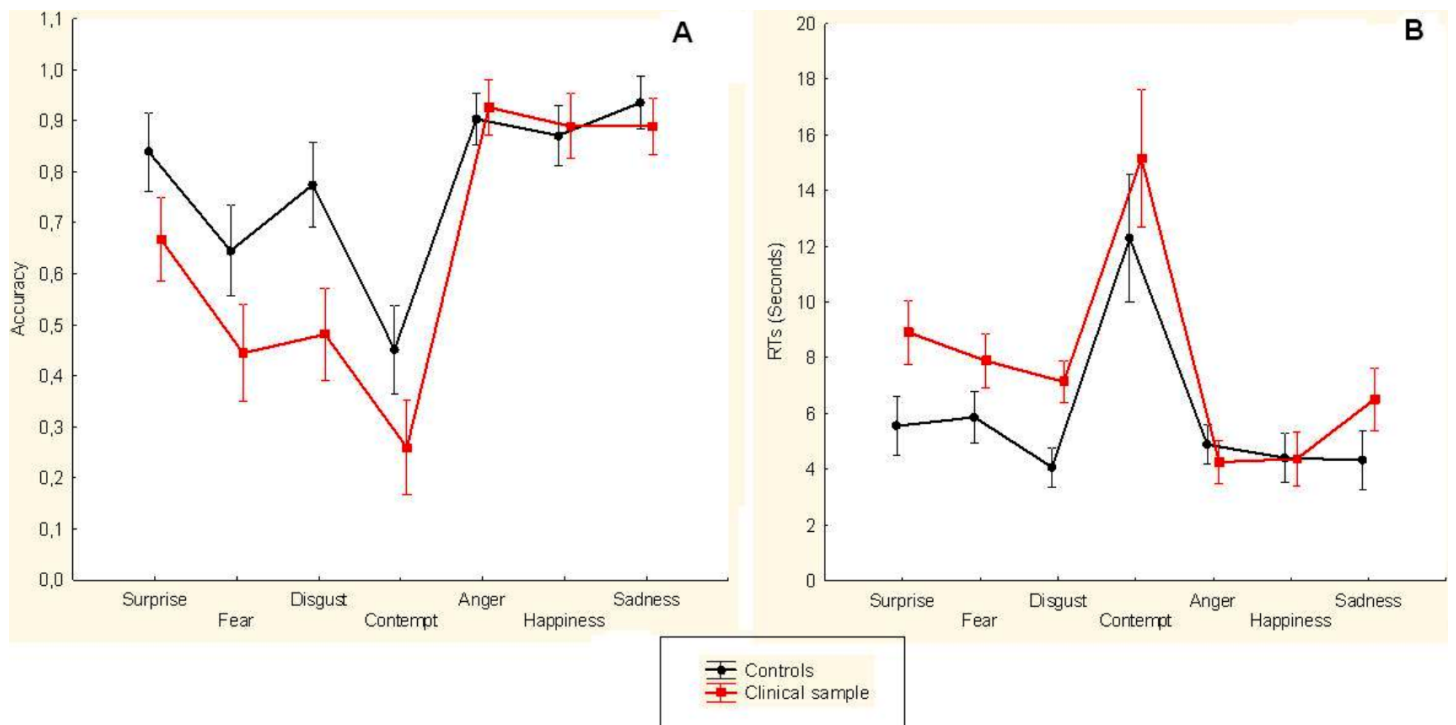 A
Accuracy
1,1
1,0
0,9
0,8
0,7
0,6
0,5
0,4
0,3
0,2
0,1
0,0
Surprise Disgust Anger Sadness
Fear Contempt Happiness
B
RTs (Seconds)
20
18
16
14
12
10
8
6
4
2
0
Surprise Disgust Anger Sadness
Fear Contempt Happiness
Controls
Clinical sample